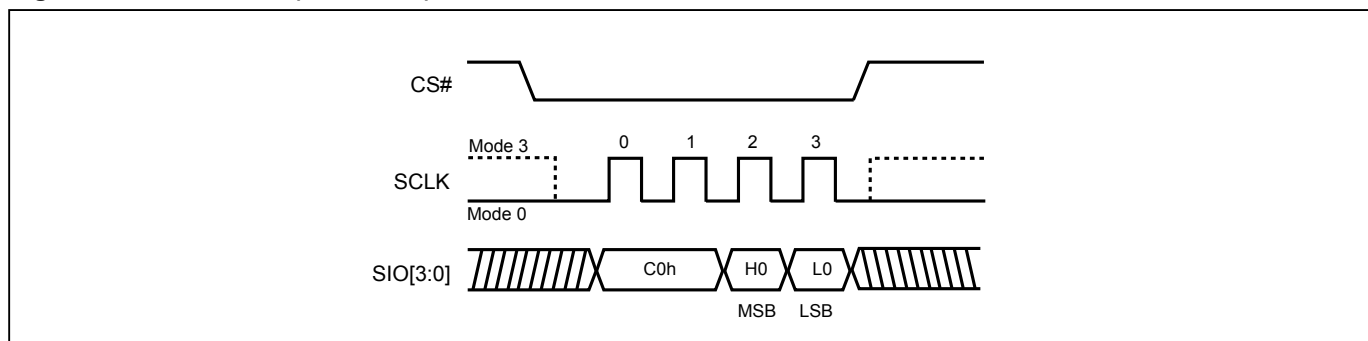 CS#
Mode 3 0 1 2 3
SCLK
Mode 0
SIO[3:0] C0h H0 L0
MSB LSB